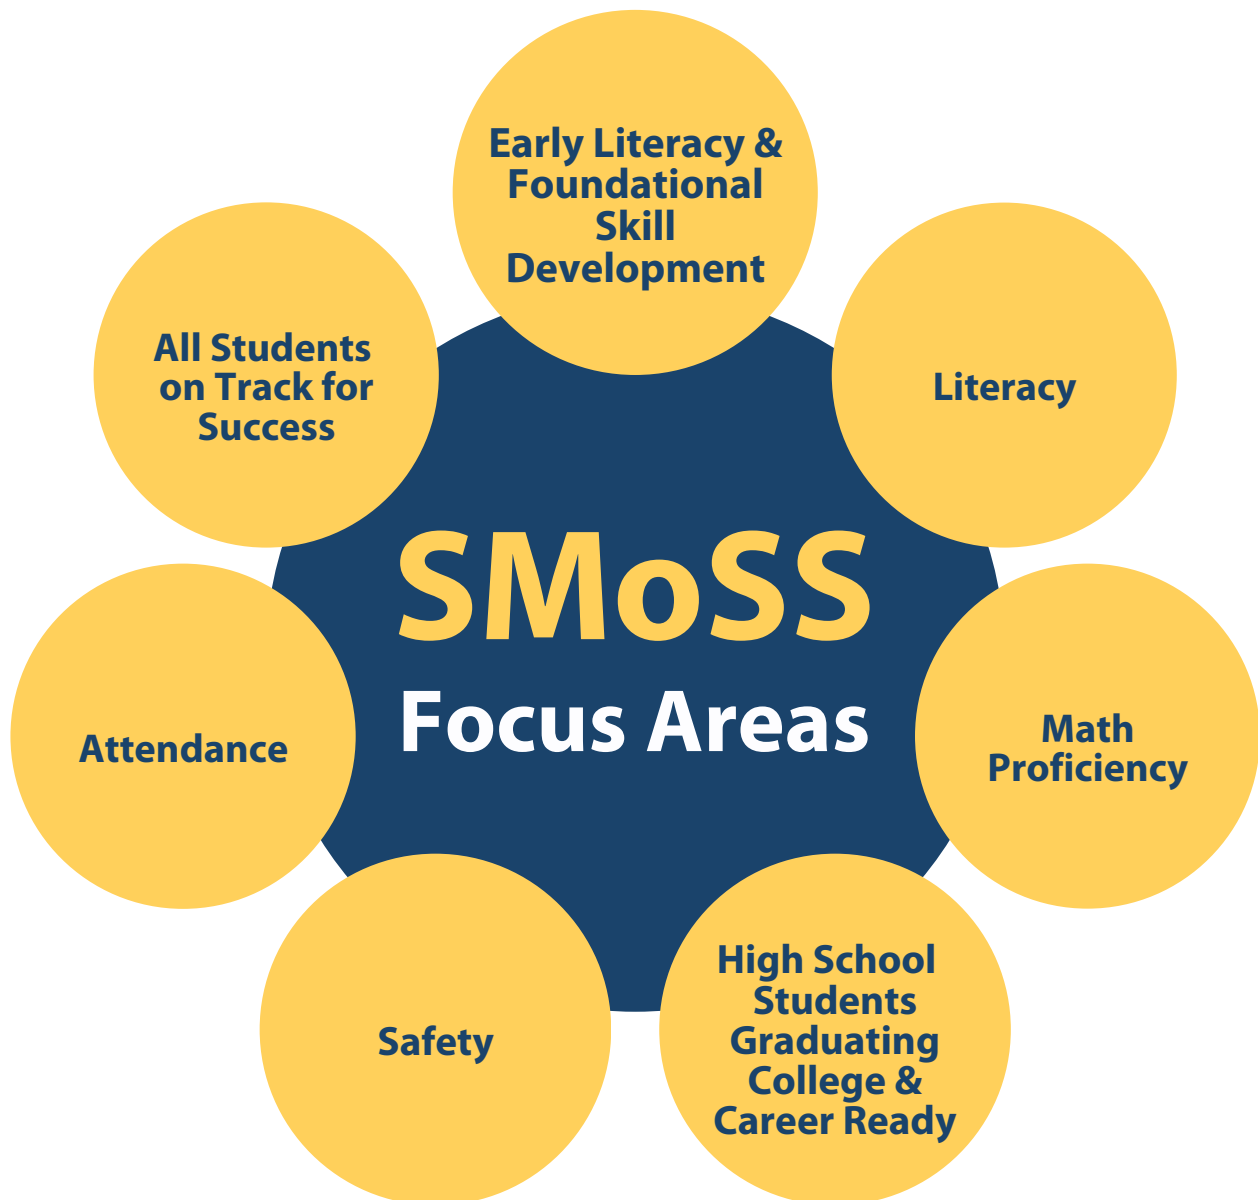 Early Literacy &
Foundational
Skill
Development
Literacy
Math
Proficiency
High School
Students
Graduating
College &
Career Ready
Safety
Attendance
All Students
on Track for
Success
SMoSS
Focus Areas